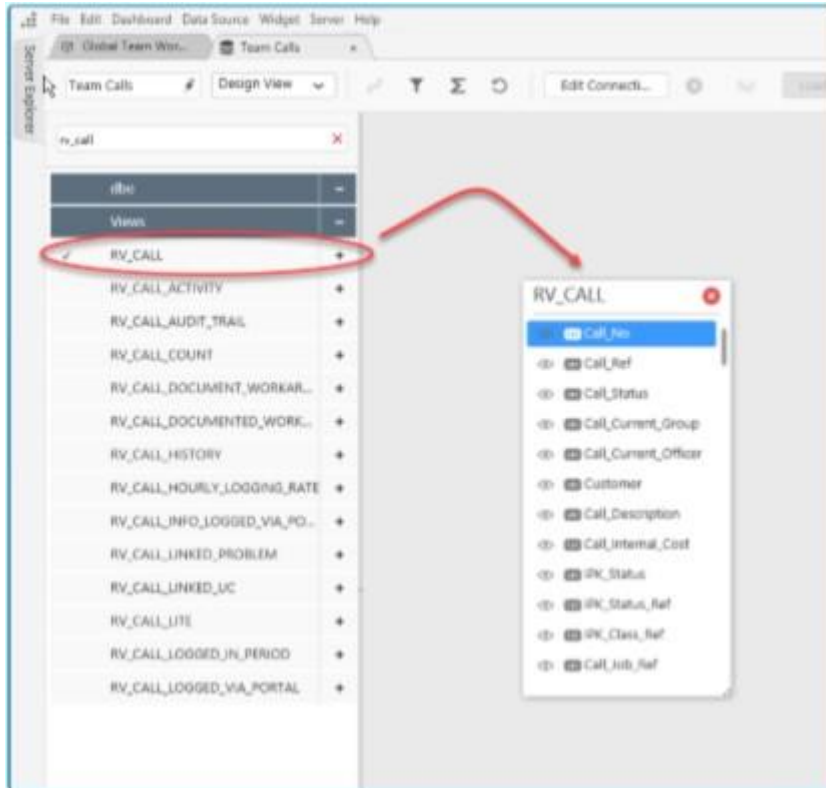 File Edit Dashboard Data Source Widget Server Help
Global Team Wor... Team Calls
Server Explorer
Team Calls Design View Edit Connecti...
rv_call
dbo
Views
RV_CALL
RV_CALL_ACTIVITY
RV_CALL_AUDIT_TRAIL
RV_CALL_COUNT
RV_CALL_DOCUMENT_WORKAR...
RV_CALL_DOCUMENTED_WORK...
RV_CALL_HISTORY
RV_CALL_HOURLY_LOGGING_RATE
RV_CALL_INFO_LOGGED_VIA_PO...
RV_CALL_LINKED_PROBLEM
RV_CALL_LINKED_UC
RV_CALL_LITE
RV_CALL_LOGGED_IN_PERIOD
RV_CALL_LOGGED_VIA_PORTAL
RV_CALL
Call_No
Call_Ref
Call_Status
Call_Current_Group
Call_Current_Officer
Customer
Call_Description
Call_Internal_Cost
IPK_Status
IPK_Status_Ref
IPK_Class_Ref
Call_Job_Ref